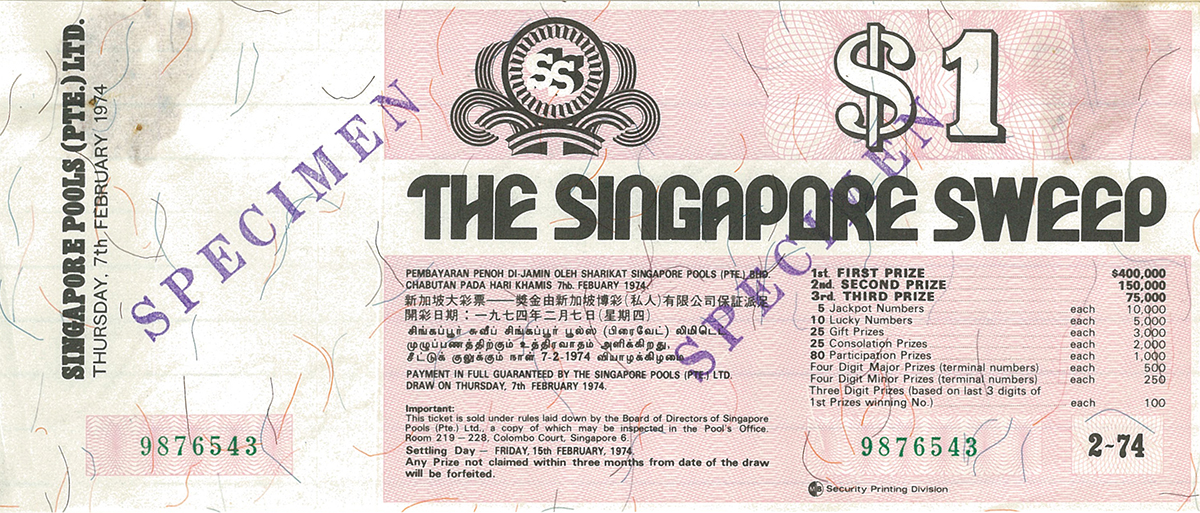 SINGAPORE POOLS (PTE.) LTD.
THURSDAY, 7th FEBRUARY 1974
SPECIMEN
9876543
SS
$1
THE SINGAPORE SWEEP
SPECIMEN
PEMBAYARAN PENOH DI-JAMIN OLEH SHARIKAT SINGAPORE POOLS (PTE.) BHD.
CHABUTAN PADA HARI KHAMIS 7hb. FEBUARY 1974.
新加坡大彩票——獎金由新加坡博彩(私人)有限公司保証派足
開彩日期：一九七四年二月七日(星期四)
சிங்கப்பூர் சுவீப் சிங்கப்பூர் பூல்ஸ் (பிரைவேட்) லிமிடெட்
முழுப்பணத்திற்கும் உத்திரவாதம் அளிக்கிறது,
சீட்டுக் குலுக்கும் நாள் 7-2-1974 வியாழக்கிழமை
PAYMENT IN FULL GUARANTEED BY THE SINGAPORE POOLS (PTE.) LTD.
DRAW ON THURSDAY, 7th FEBRUARY 1974.
Important:
This ticket is sold under rules laid down by the Board of Directors of Singapore
Pools (Pte.) Ltd., a copy of which may be inspected in the Pool's Office.
Room 219 – 228, Colombo Court, Singapore 6.
Settling Day – FRIDAY, 15th FEBRUARY, 1974.
Any Prize not claimed within three months from date of the draw
will be forfeited.
1st. FIRST PRIZE $400,000
2nd. SECOND PRIZE 150,000
3rd. THIRD PRIZE 75,000
5 Jackpot Numbers each 10,000
10 Lucky Numbers each 5,000
25 Gift Prizes each 3,000
25 Consolation Prizes each 2,000
80 Participation Prizes each 1,000
Four Digit Major Prizes (terminal numbers) each 500
Four Digit Minor Prizes (terminal numbers) each 250
Three Digit Prizes (based on last 3 digits of
1st Prizes winning No.) each 100
9876543
2-74
Security Printing Division